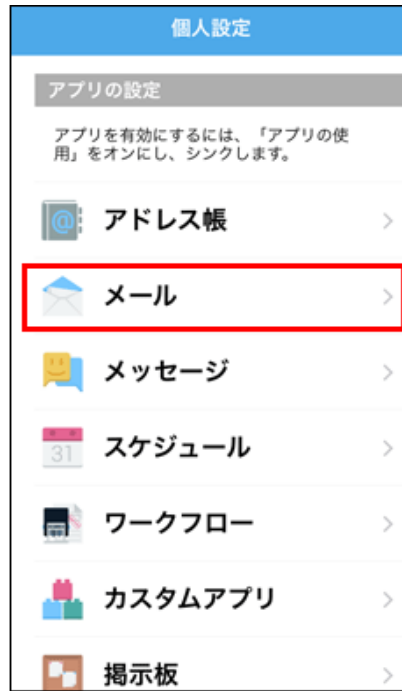 個人設定
アプリの設定
アプリを有効にするには、「アプリの使
用」をオンにし、シンクします。
@
アドレス帳
メール
メッセージ
31
スケジュール
ワークフロー
カスタムアプリ
掲示板